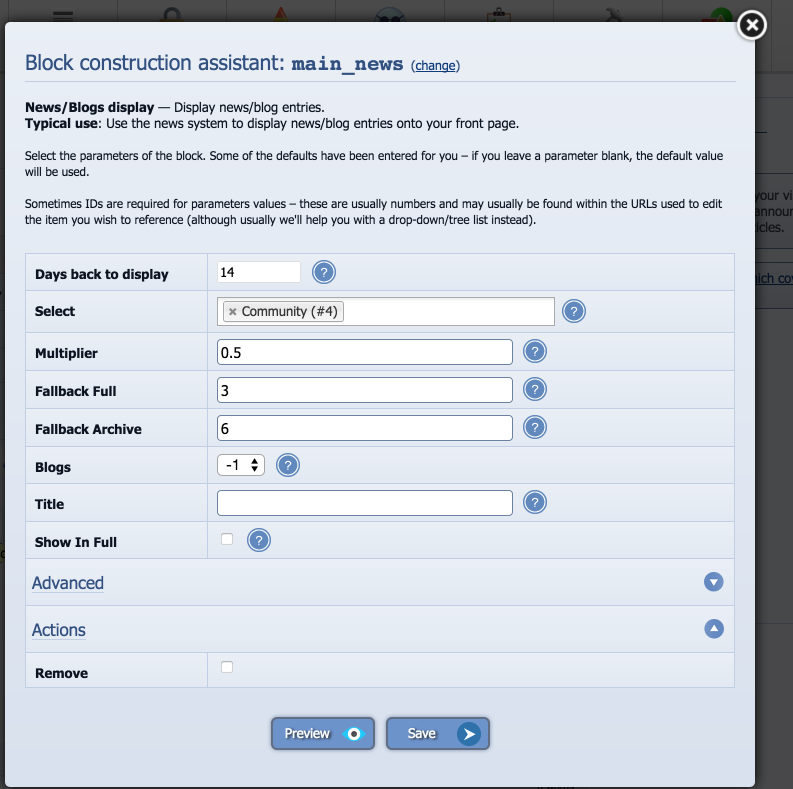 Block construction assistant: main_news (change)
News/Blogs display — Display news/blog entries.
Typical use: Use the news system to display news/blog entries onto your front page.
Select the parameters of the block. Some of the defaults have been entered for you – if you leave a parameter blank, the default value
will be used.
Sometimes IDs are required for parameters values – these are usually numbers and may usually be found within the URLs used to edit
the item you wish to reference (although usually we'll help you with a drop-down/tree list instead).
your vi
announ
icles.
ich co
Days back to display 14 ?
Select × Community (#4) ?
Multiplier 0.5 ?
Fallback Full 3 ?
Fallback Archive 6 ?
Blogs -1 ?
Title ?
Show In Full ?
Advanced
Actions
Remove
Preview Save